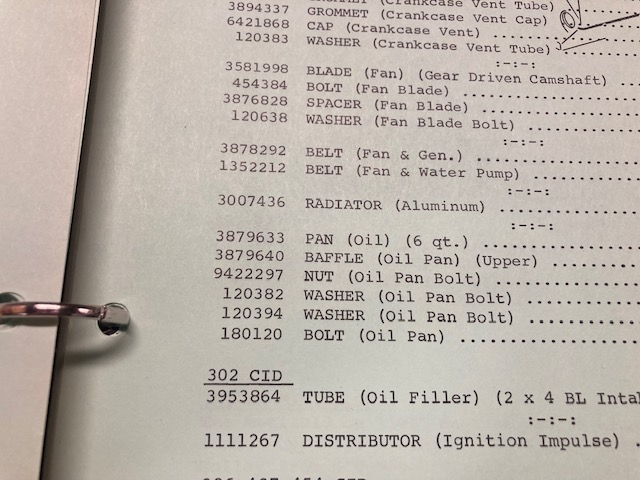 (Crankcase Vent Tube)
3894337 GROMMET (Crankcase Vent Cap)
6421868 CAP (Crankcase Vent)
120383 WASHER (Crankcase Vent Tube)
:-:-:
3581998 BLADE (Fan) (Gear Driven Camshaft) ..
454384 BOLT (Fan Blade) ....................
3876828 SPACER (Fan Blade) ..................
120638 WASHER (Fan Blade Bolt) .............
:-:-:
3878292 BELT (Fan & Gen.) ..................
1352212 BELT (Fan & Water Pump) ............
:-:-:
3007436 RADIATOR (Aluminum) ................
:-:-:
3879633 PAN (Oil) (6 qt.) ..................
3879640 BAFFLE (Oil Pan) (Upper) ..........
9422297 NUT (Oil Pan Bolt) ................
120382 WASHER (Oil Pan Bolt) .............
120394 WASHER (Oil Pan Bolt) .............
180120 BOLT (Oil Pan) ....................
302 CID
3953864 TUBE (Oil Filler) (2 x 4 BL Inta
:-:-:
1111267 DISTRIBUTOR (Ignition Impulse) ..